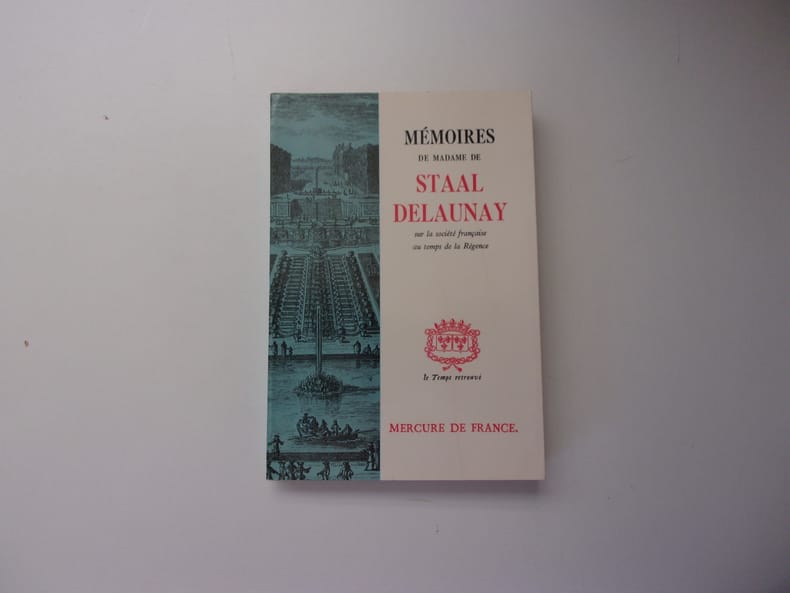 MÉMOIRES
DE MADAME DE
STAAL
DELAUNAY
sur la société française
au temps de la Régence
le Temps retrouvé
MERCURE DE FRANCE.